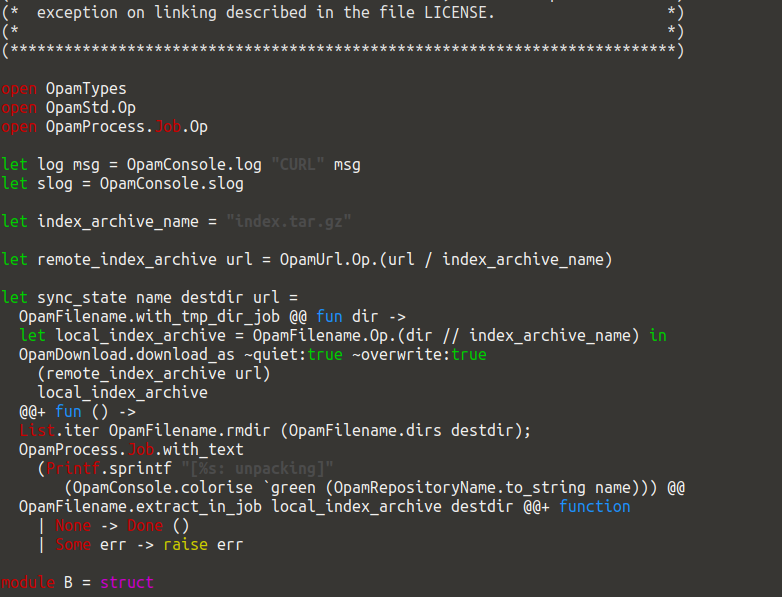 (*  exception on linking described in the file LICENSE.                   *)
(*                                                                        *)
(**************************************************************************)
open OpamTypes
open OpamStd.Op
open OpamProcess.Job.Op
let log msg = OpamConsole.log "CURL" msg
let slog = OpamConsole.slog
let index_archive_name = "index.tar.gz"
let remote_index_archive url = OpamUrl.Op.(url / index_archive_name)
let sync_state name destdir url =
  OpamFilename.with_tmp_dir_job @@ fun dir ->
  let local_index_archive = OpamFilename.Op.(dir // index_archive_name) in
  OpamDownload.download_as ~quiet:true ~overwrite:true
    (remote_index_archive url)
    local_index_archive
  @@+ fun () ->
  List.iter OpamFilename.rmdir (OpamFilename.dirs destdir);
  OpamProcess.Job.with_text
    (Printf.sprintf "[%s: unpacking]"
       (OpamConsole.colorise `green (OpamRepositoryName.to_string name))) @@
  OpamFilename.extract_in_job local_index_archive destdir @@+ function
    | None -> Done ()
    | Some err -> raise err
module B = struct